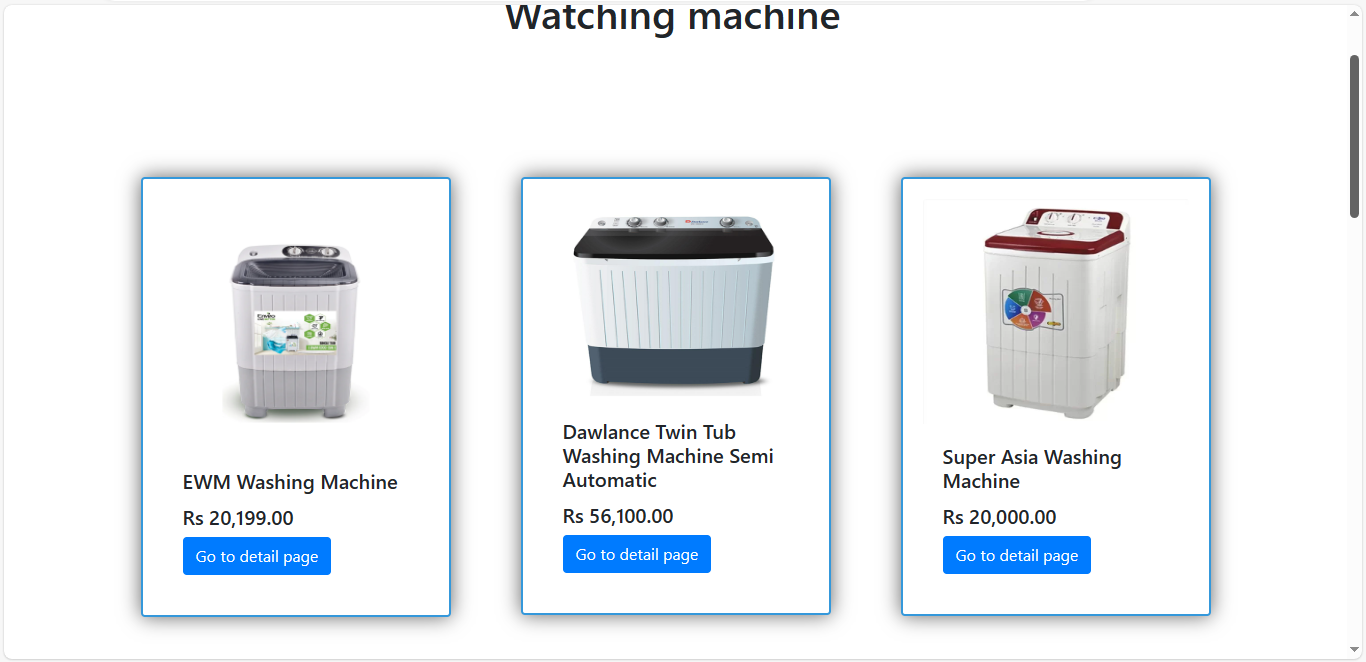 Watching machine
EWM Washing Machine
Rs 20,199.00
Go to detail page
Dawlance Twin Tub
Washing Machine Semi
Automatic
Rs 56,100.00
Go to detail page
Super Asia Washing
Machine
Rs 20,000.00
Go to detail page